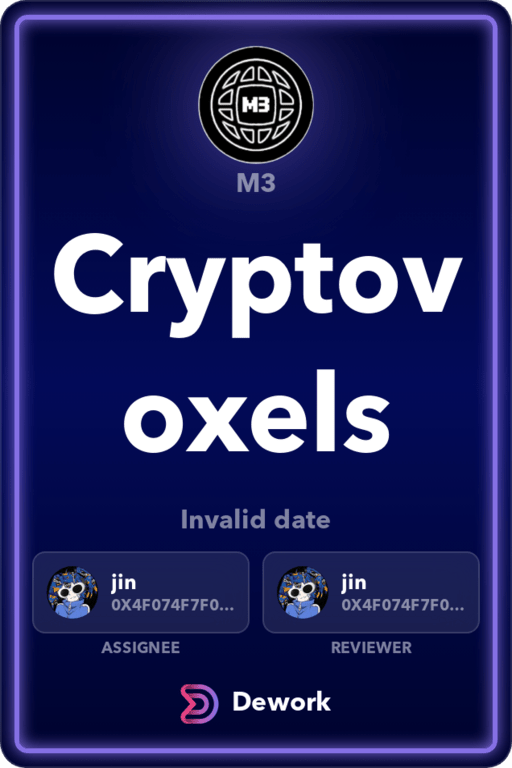 M3
M3
Cryptov
oxels
Invalid date
jin
0X4F074F7F0...
ASSIGNEE
jin
0X4F074F7F0...
REVIEWER
Dework